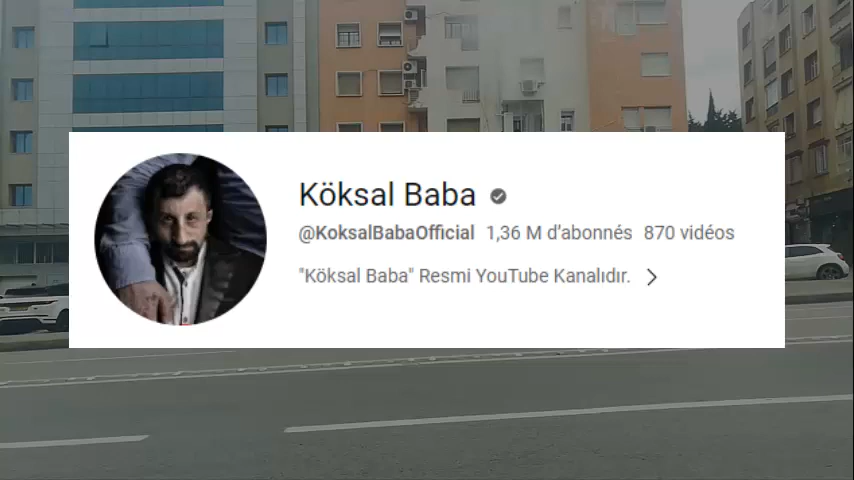 Köksal Baba
@KoksalBabaOfficial 1,36 M d’abonnés 870 vidéos
"Köksal Baba" Resmi YouTube Kanalıdır.